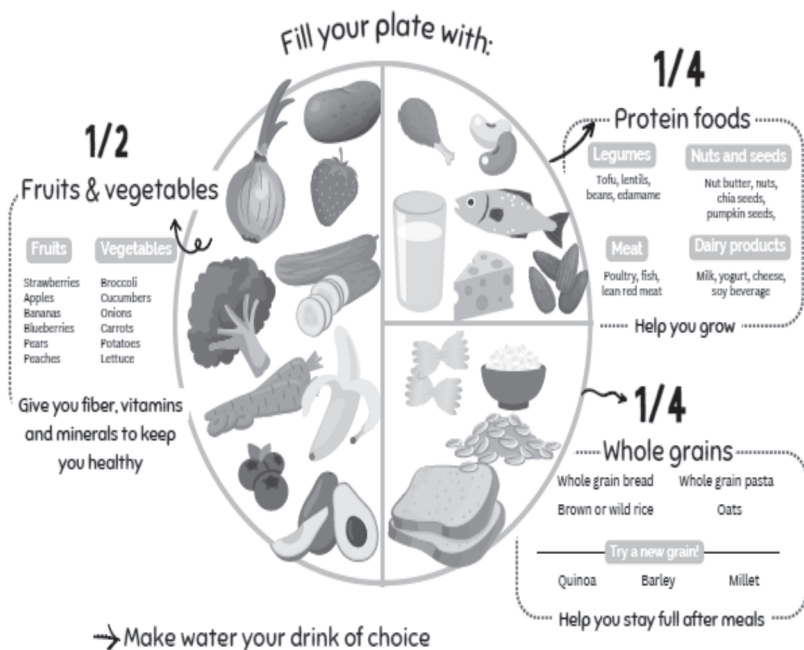 Fill your plate with:
1/2
Fruits & vegetables
Fruits
Strawberries
Apples
Bananas
Blueberries
Pears
Peaches
Vegetables
Broccoli
Cucumbers
Onions
Carrots
Potatoes
Lettuce
Give you fiber, vitamins
and minerals to keep
you healthy
1/4
Protein foods
Legumes
Tofu, lentils,
beans, edamame
Nuts and seeds
Nut butter, nuts,
chia seeds,
pumpkin seeds,
Meat
Poultry, fish,
lean red meat
Dairy products
Milk, yogurt, cheese,
soy beverage
Help you grow
1/4
Whole grains
Whole grain bread
Whole grain pasta
Brown or wild rice
Oats
Try a new grain!
Quinoa
Barley
Millet
Help you stay full after meals
Make water your drink of choice